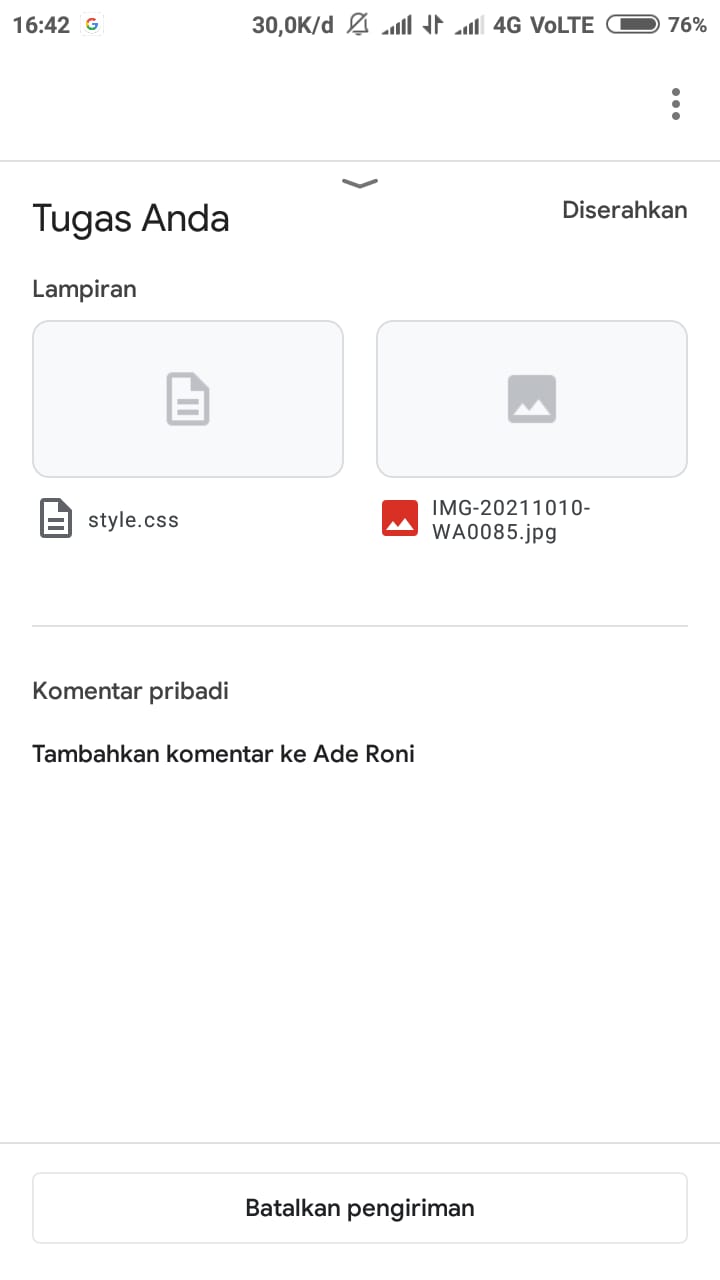 16:42 G 30,0K/d 4G VoLTE 76%
Tugas Anda
Diserahkan
Lampiran
style.css
IMG-20211010-
WA0085.jpg
Komentar pribadi
Tambahkan komentar ke Ade Roni
Batalkan pengiriman